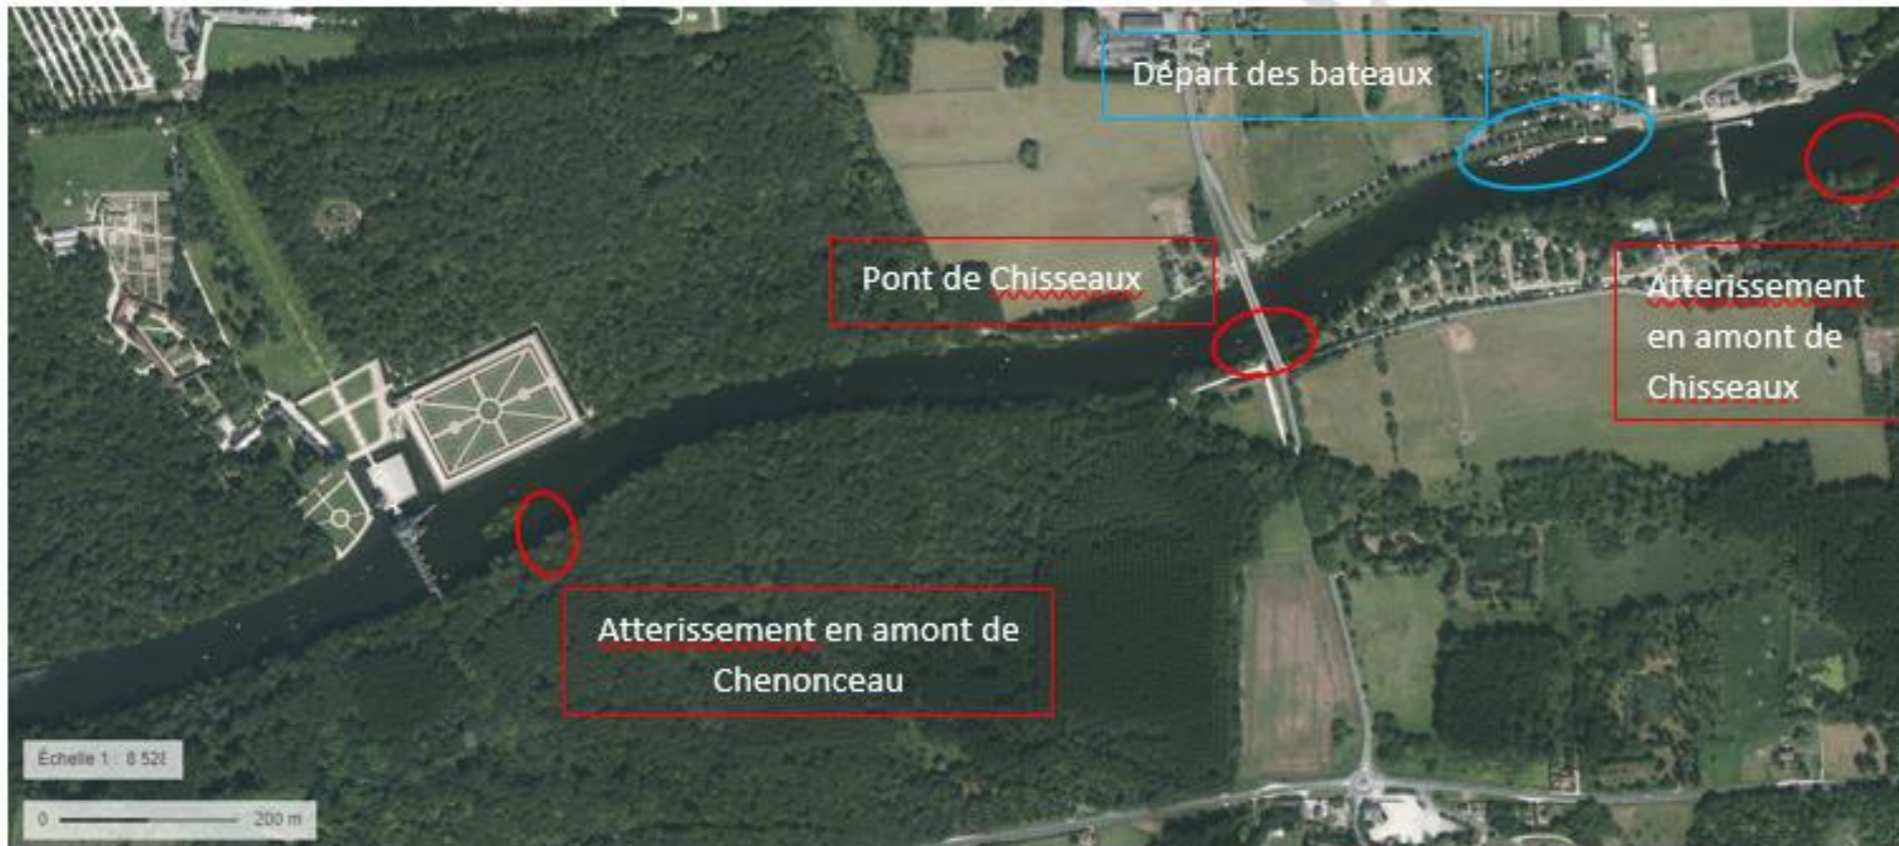 Départ des bateaux
Pont de Chisseaux
Atterissement
en amont de
Chisseaux
Atterissement en amont de
Chenonceau
Échelle 1 : 8 528
0 200 m